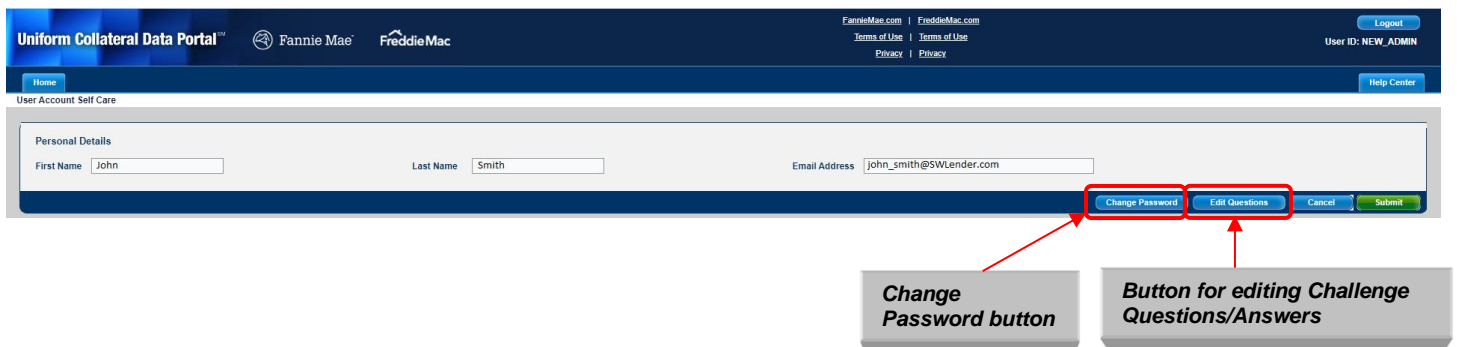 FannieMae.com | FreddieMac.com
Logout
Uniform Collateral Data Portal℠ Fannie Mae® Freddie Mac
Terms of Use | Terms of Use
User ID: NEW_ADMIN
Privacy | Privacy
Home
Help Center
User Account Self Care
Personal Details
First Name John Last Name Smith Email Address john_smith@SWLender.com
Change Password Edit Questions Cancel Submit
Change
Password button
Button for editing Challenge
Questions/Answers